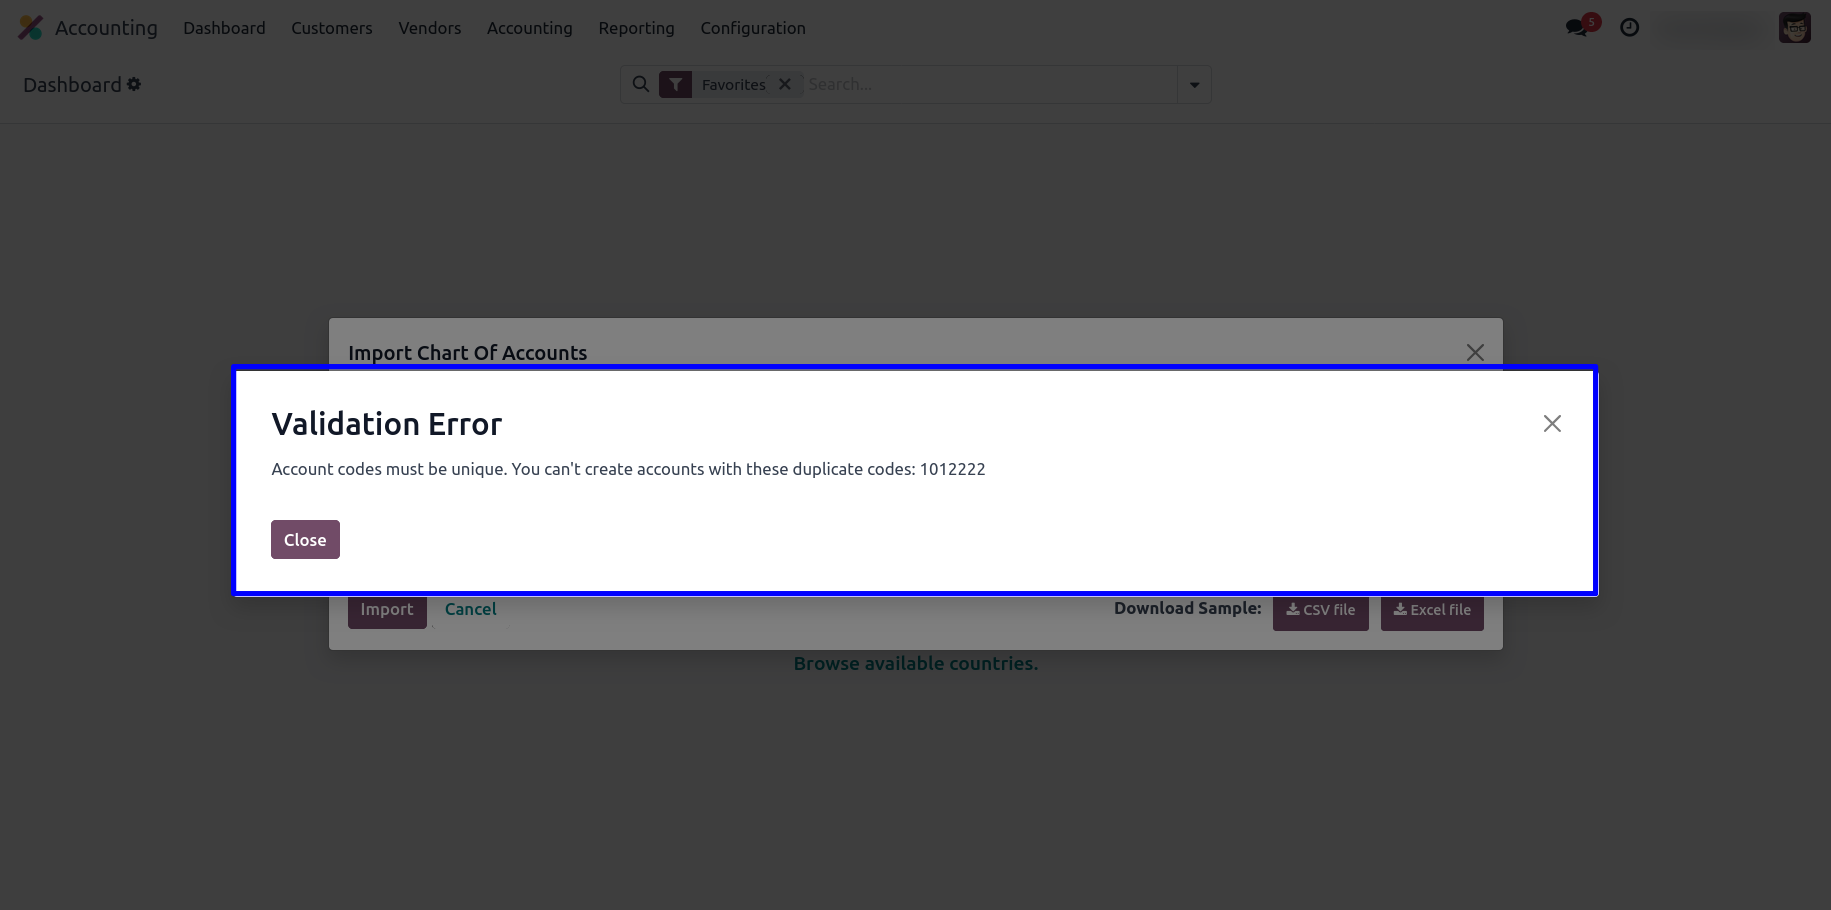 Accounting Dashboard Customers Vendors Accounting Reporting Configuration 5
Dashboard Favorites Search...
Import Chart Of Accounts
Validation Error
Account codes must be unique. You can't create accounts with these duplicate codes: 1012222
Close
Import Cancel Download Sample: CSV file Excel file
Browse available countries.